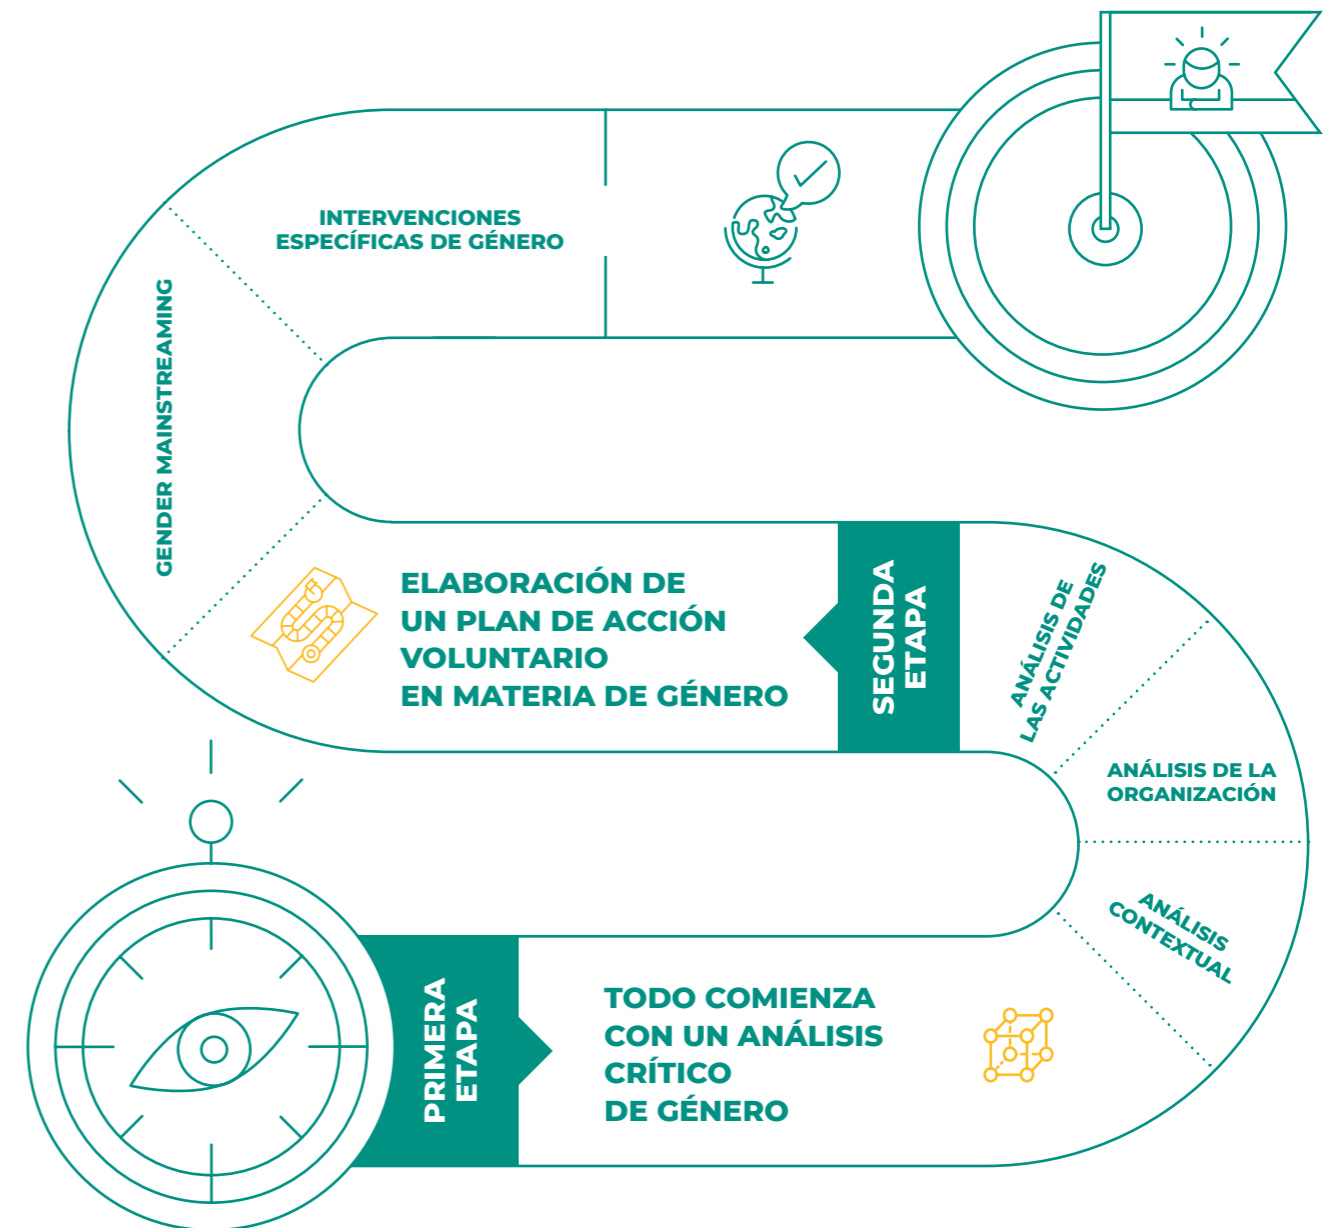 INTERVENCIONES
ESPECÍFICAS DE GÉNERO
GENDER MAINSTREAMING
ELABORACIÓN DE
UN PLAN DE ACCIÓN
VOLUNTARIO
EN MATERIA DE GÉNERO
SEGUNDA
ETAPA
ANÁLISIS DE
LAS ACTIVIDADES
ANÁLISIS DE LA
ORGANIZACIÓN
ANÁLISIS
CONTEXTUAL
PRIMERA
ETAPA
TODO COMIENZA
CON UN ANÁLISIS
CRÍTICO
DE GÉNERO